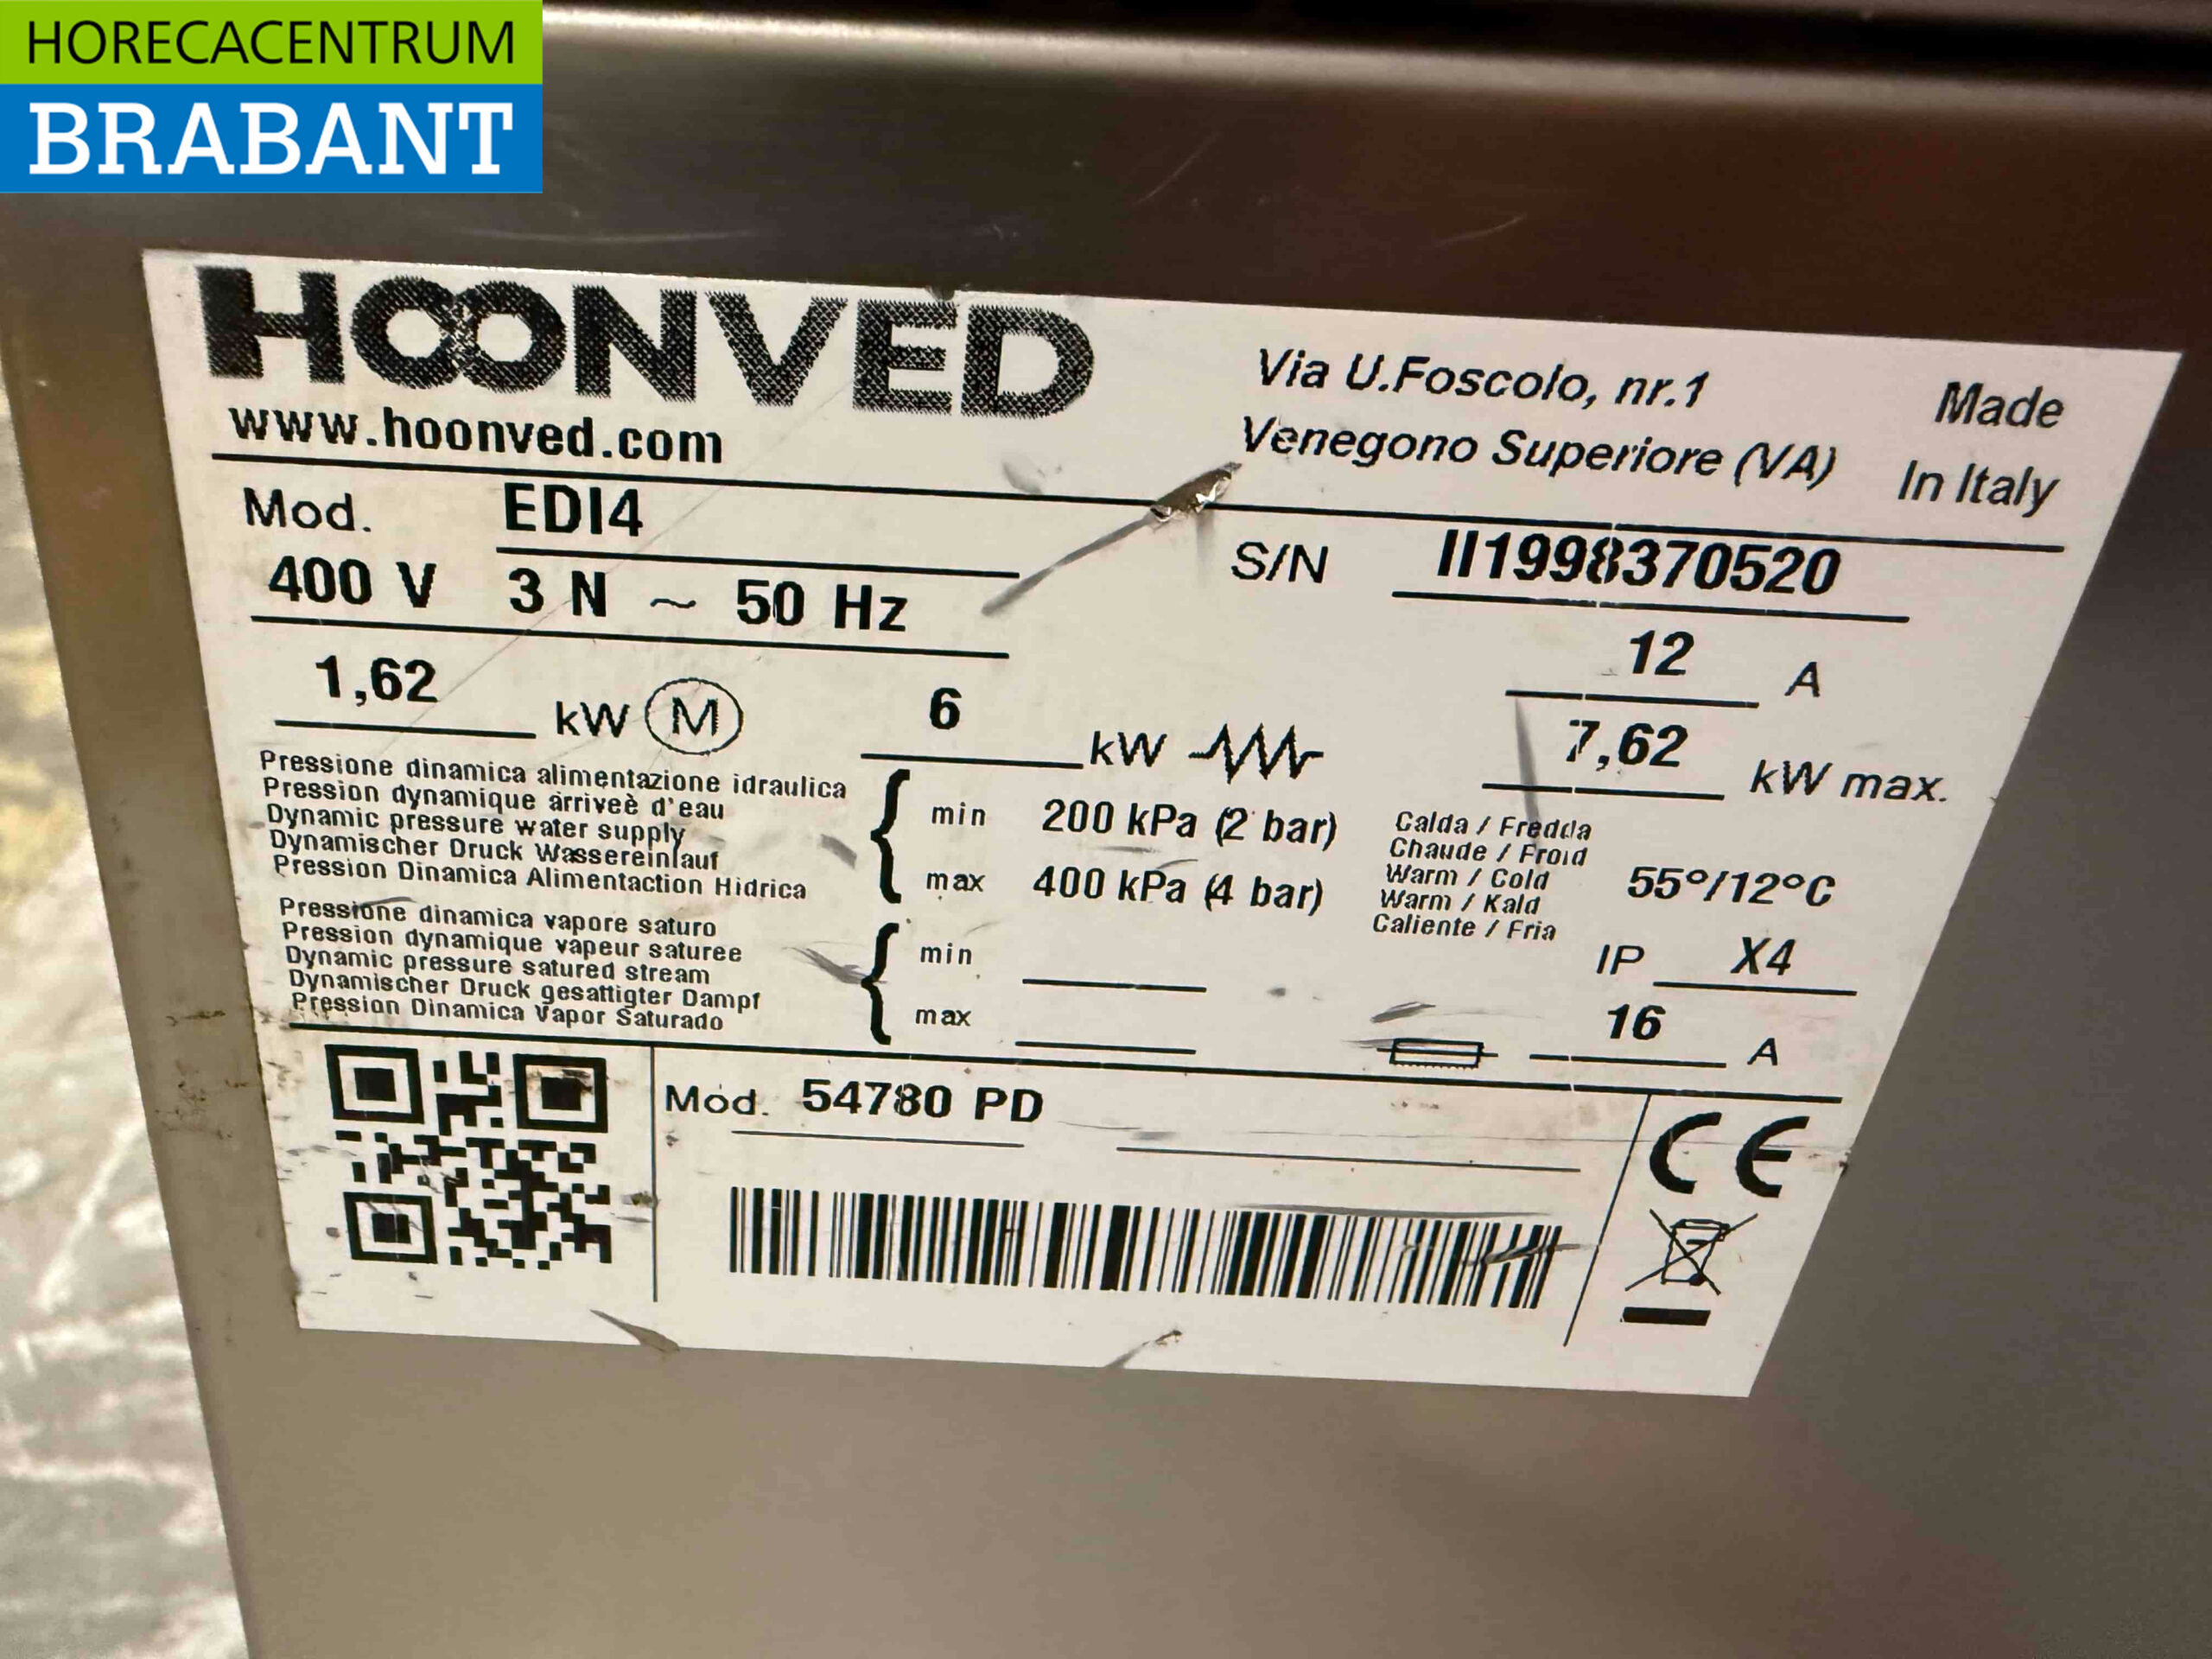 HORECACENTRUM
BRABANT
HOONVED
www.hoonved.com
Via U.Foscolo, nr.1
Venegono Superiore (VA)
Made
In Italy
Mod. EDI4
S/N II1998370520
400 V 3 N ~ 50 Hz
12 A
1,62 kW M 6 kW
7,62 kW max.
Pressione dinamica alimentazione idraulica
Pression dynamique arriveè d'eau
Dynamic pressure water supply
Dynamischer Druck Wassereinlauf
Pression Dinamica Alimentaction Hidrica
min 200 kPa (2 bar)
max 400 kPa (4 bar)
Calda / Fredda
Chaude / Froid
Warm / Cold
Warm / Kald
Caliente / Fria
55°/12°C
Pressione dinamica vapore saturo
Pression dynamique vapeur saturee
Dynamic pressure satured stream
Dynamischer Druck gesattigter Dampf
Pression Dinamica Vapor Saturado
min
max
IP X4
16 A
Mod. 54780 PD
CE